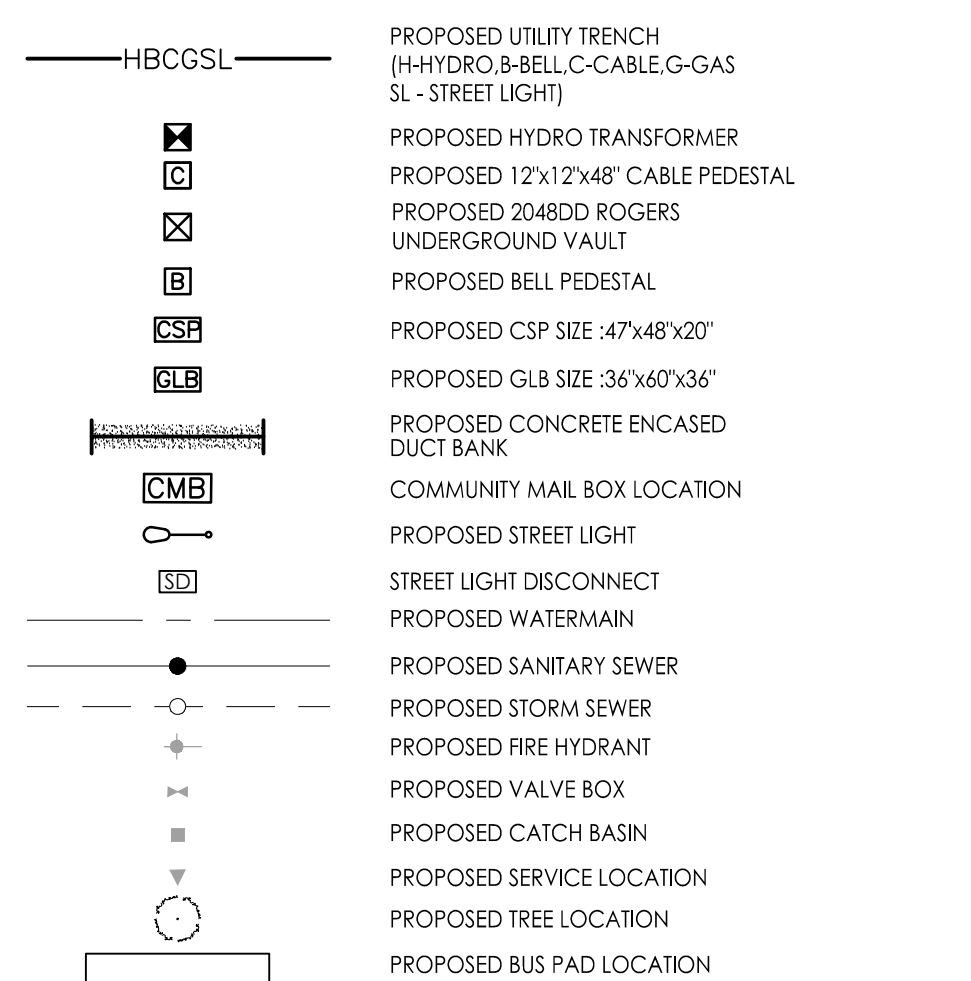 HBCGSL PROPOSED UTILITY TRENCH
(H-HYDRO,B-BELL,C-CABLE,G-GAS
SL - STREET LIGHT)
PROPOSED HYDRO TRANSFORMER
C PROPOSED 12"x12"x48" CABLE PEDESTAL
PROPOSED 2048DD ROGERS
UNDERGROUND VAULT
B PROPOSED BELL PEDESTAL
CSP PROPOSED CSP SIZE :47'x48"x20"
GLB PROPOSED GLB SIZE :36"x60"x36"
PROPOSED CONCRETE ENCASED
DUCT BANK
CMB COMMUNITY MAIL BOX LOCATION
PROPOSED STREET LIGHT
SD STREET LIGHT DISCONNECT
PROPOSED WATERMAIN
PROPOSED SANITARY SEWER
PROPOSED STORM SEWER
PROPOSED FIRE HYDRANT
PROPOSED VALVE BOX
PROPOSED CATCH BASIN
PROPOSED SERVICE LOCATION
PROPOSED TREE LOCATION
PROPOSED BUS PAD LOCATION